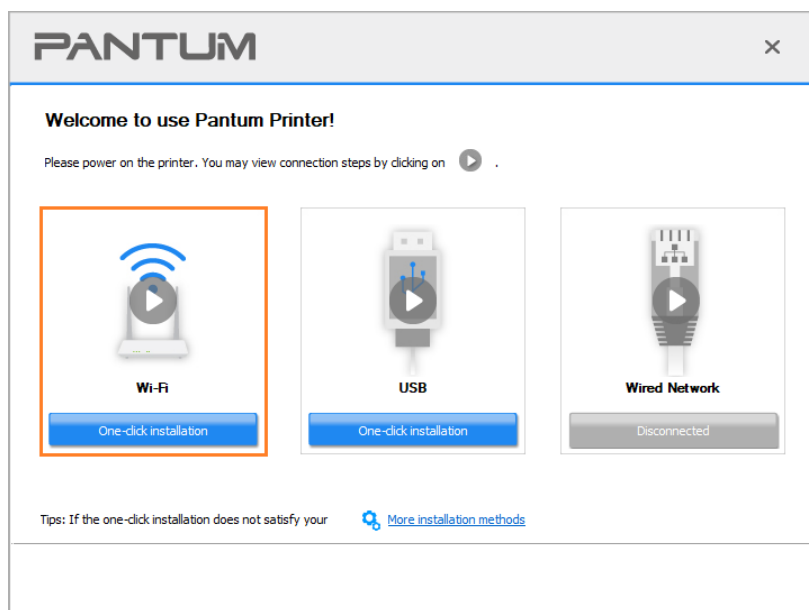 PANTUM
Welcome to use Pantum Printer!
Please power on the printer. You may view connection steps by clicking on .
Wi-Fi
USB
Wired Network
One-click installation
One-click installation
Disconnected
Tips: If the one-click installation does not satisfy your More installation methods